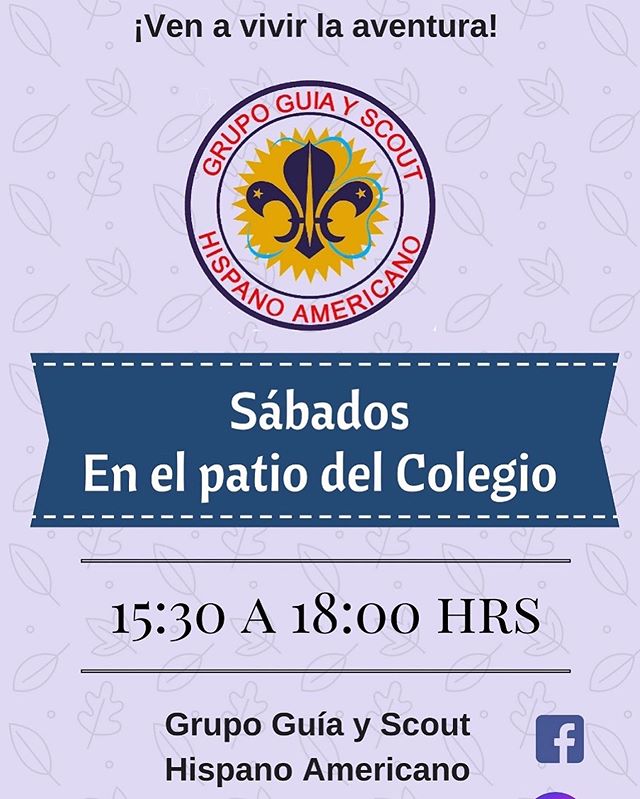 ¡Ven a vivir la aventura!
GRUPO GUIA Y SCOUT
HISPANO AMERICANO
Sábados
En el patio del Colegio
15:30 A 18:00 HRS
Grupo Guía y Scout
Hispano Americano
f